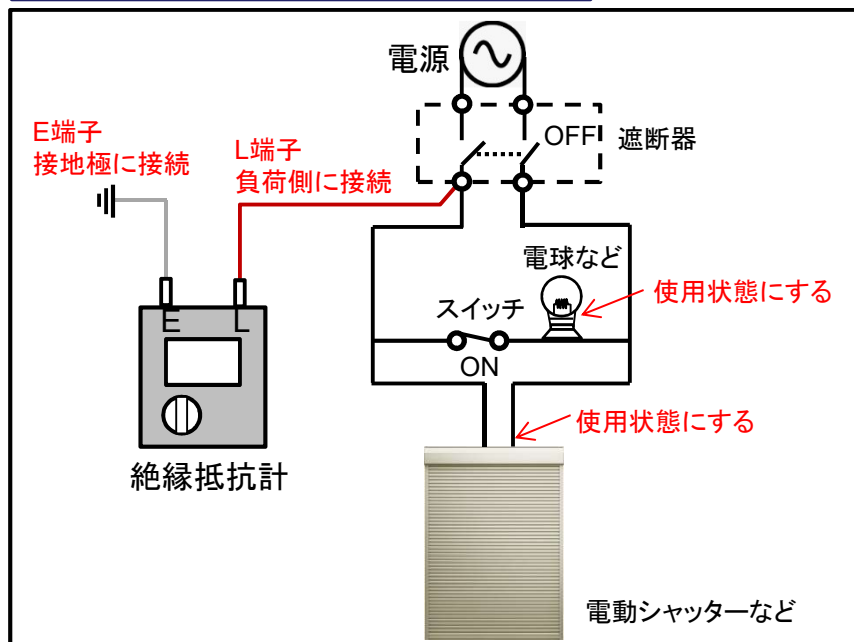 電源
E端子
接地極に接続
L端子
負荷側に接続
OFF
遮断器
電球など
使用状態にする
スイッチ
ON
E
L
使用状態にする
絶縁抵抗計
電動シャッターなど